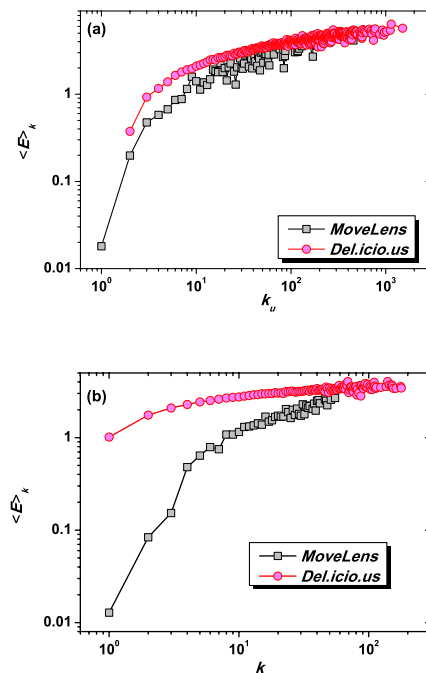 (a)
1
0.1
0.01
<E>k
MoveLens
Del.icio.us
10^0
10^1
10^2
10^3
ku
(b)
1
0.1
0.01
<E>k
MoveLens
Del.icio.us
10^0
10^1
10^2
k